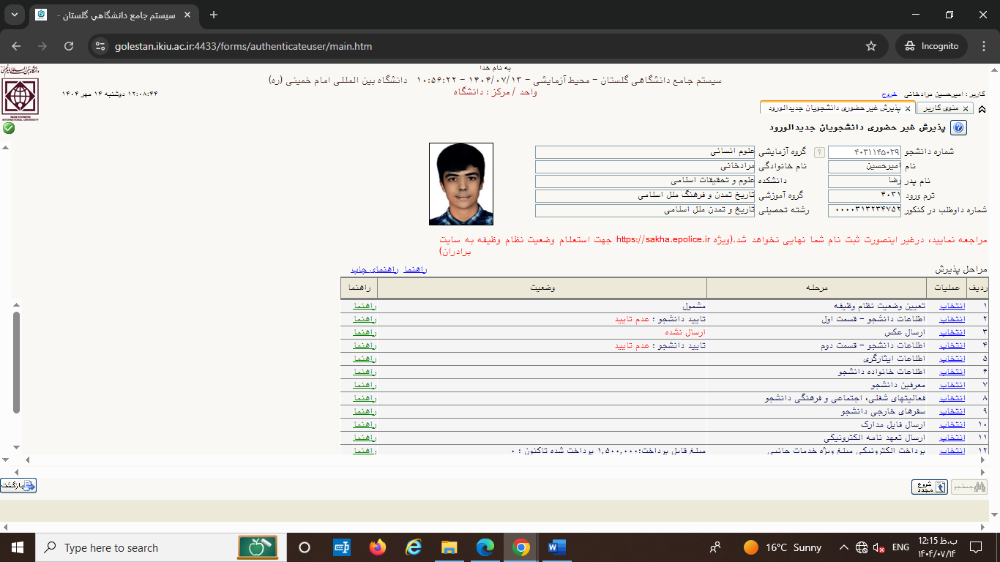 سیستم جامع دانشگاهي گلستان -
golestan.ikiu.ac.ir:4433/forms/authenticateuser/main.htm
Incognito
به نام خدا
سیستم جامع دانشگاهی گلستان - محیط آزمایشی - ۱۴۰۴/۰۷/۱۳ - ۱۰:۵۶:۲۲ دانشگاه بین المللی امام خمینی (ره)
واحد / مرکز : دانشگاه
۱۲:۰۸:۴۴ دوشنبه ۱۴ مهر ۱۴۰۴
IMAM KHOMEINI
INTERNATIONAL UNIVERSITY
کاربر : امیرحسین مرادخانی خروج
منوی کاربر
پذیرش غیر حضوری دانشجویان جدیدالورود
پذیرش غیر حضوری دانشجویان جدیدالورود
شماره دانشجو ۴۰۳۱۱۴۵۰۲۹ ؟ گروه آزمایشی علوم انسانی
نام امیرحسین نام خانوادگی مرادخانی
نام پدر رضا دانشکده علوم و تحقیقات اسلامی
ترم ورود ۴۰۳۱ گروه آموزشی تاریخ تمدن و فرهنگ ملل اسلامی
شماره داوطلب در کنکور ۰۰۰۰۳۱۳۲۳۴۷۵۲ رشته تحصیلی تاریخ و تمدن ملل اسلامی
مراجعه نمایید، درغیر اینصورت ثبت نام شما نهایی نخواهد شد.(ویژه https://sakha.epolice.ir جهت استعلام وضعیت نظام وظیفه به سایت
برادران)
مراحل پذیرش راهنما راهنمای چاپ
ردیف عملیات مرحله وضعیت راهنما
۱ انتخاب تعیین وضعیت نظام وظیفه مشمول راهنما
۲ انتخاب اطلاعات دانشجو - قسمت اول تایید دانشجو : عدم تایید راهنما
۳ انتخاب ارسال عکس ارسال نشده راهنما
۴ انتخاب اطلاعات دانشجو - قسمت دوم تایید دانشجو : عدم تایید راهنما
۵ انتخاب اطلاعات ایثارگری راهنما
۶ انتخاب اطلاعات خانواده دانشجو راهنما
۷ انتخاب معرفین دانشجو راهنما
۸ انتخاب فعالیتهای شغلی، اجتماعی و فرهنگی دانشجو راهنما
۹ انتخاب سفرهای خارجی دانشجو راهنما
۱۰ انتخاب ارسال فایل مدارک راهنما
۱۱ انتخاب ارسال تعهد نامه الکترونیکی راهنما
۱۲ انتخاب پرداخت الکترونیکی مبلغ ویژه خدمات جانبی مبلغ قابل پرداخت:۱,۵۰۰,۰۰۰ پرداخت شده تاکنون : ۰ راهنما
جستجو
شروع مجدد
بازگشت
Type here to search
16°C Sunny
ENG
12:15 ب.ظ
۱۴۰۴/۰۷/۱۴